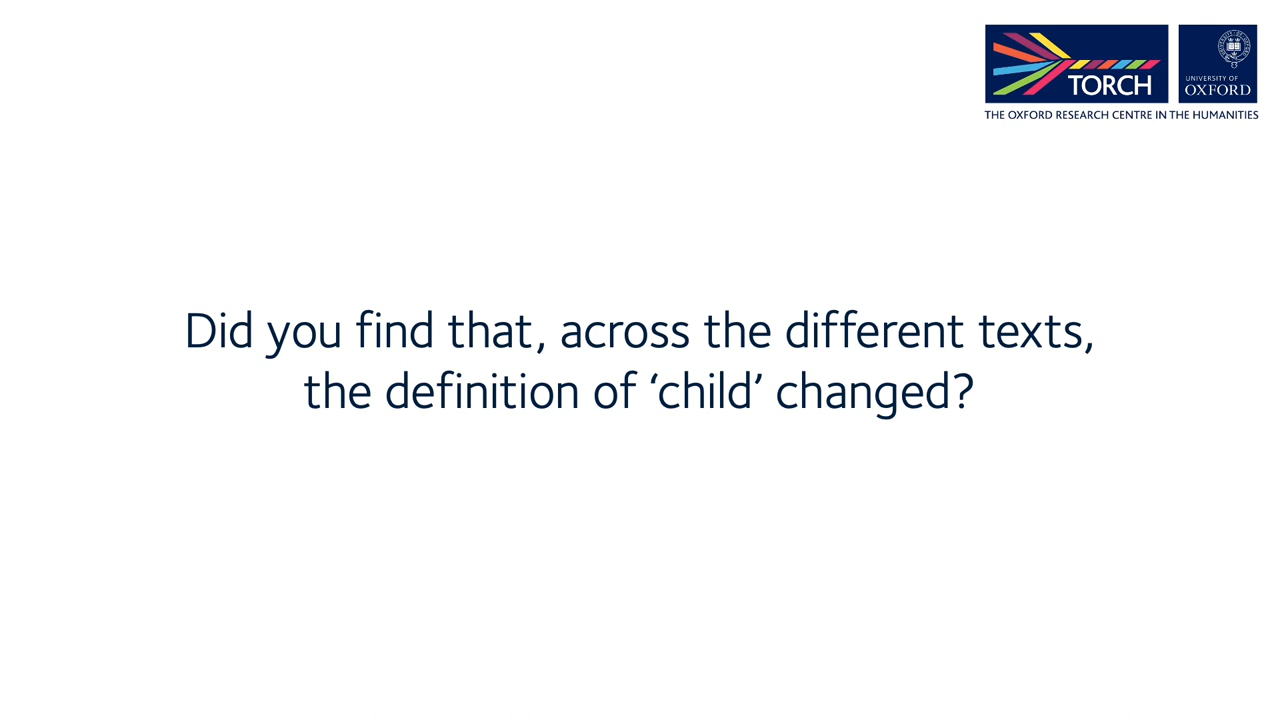 TORCH
UNIVERSITY OF
OXFORD
THE OXFORD RESEARCH CENTRE IN THE HUMANITIES
Did you find that, across the different texts,
the definition of ‘child’ changed?